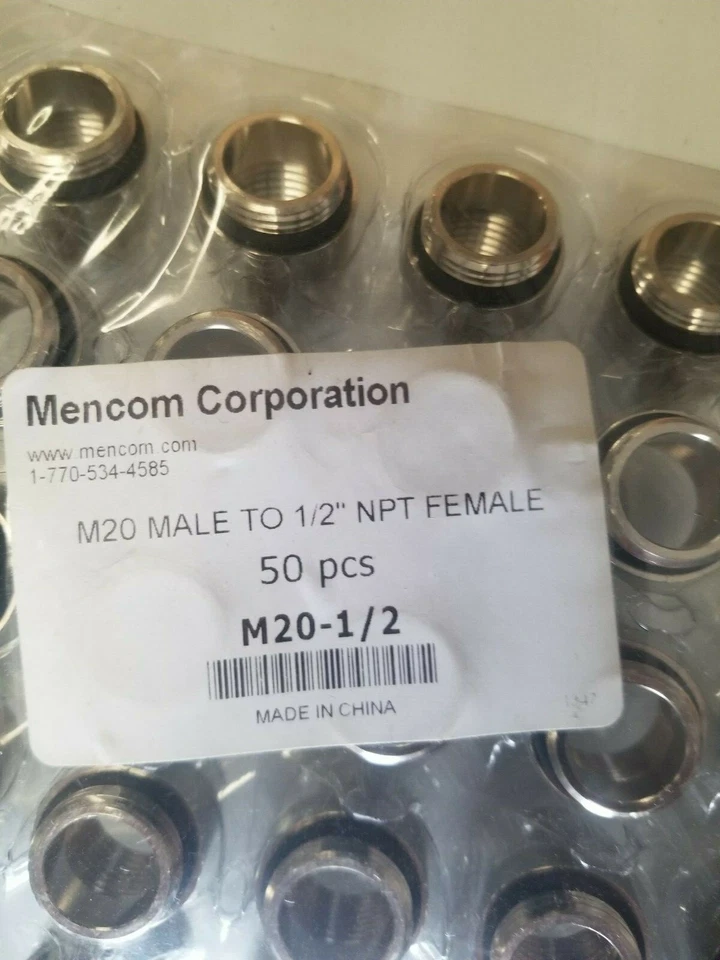 Mencom Corporation
www.mencom.com
1-770-534-4585
M20 MALE TO 1/2" NPT FEMALE
50 pcs
M20-1/2
MADE IN CHINA